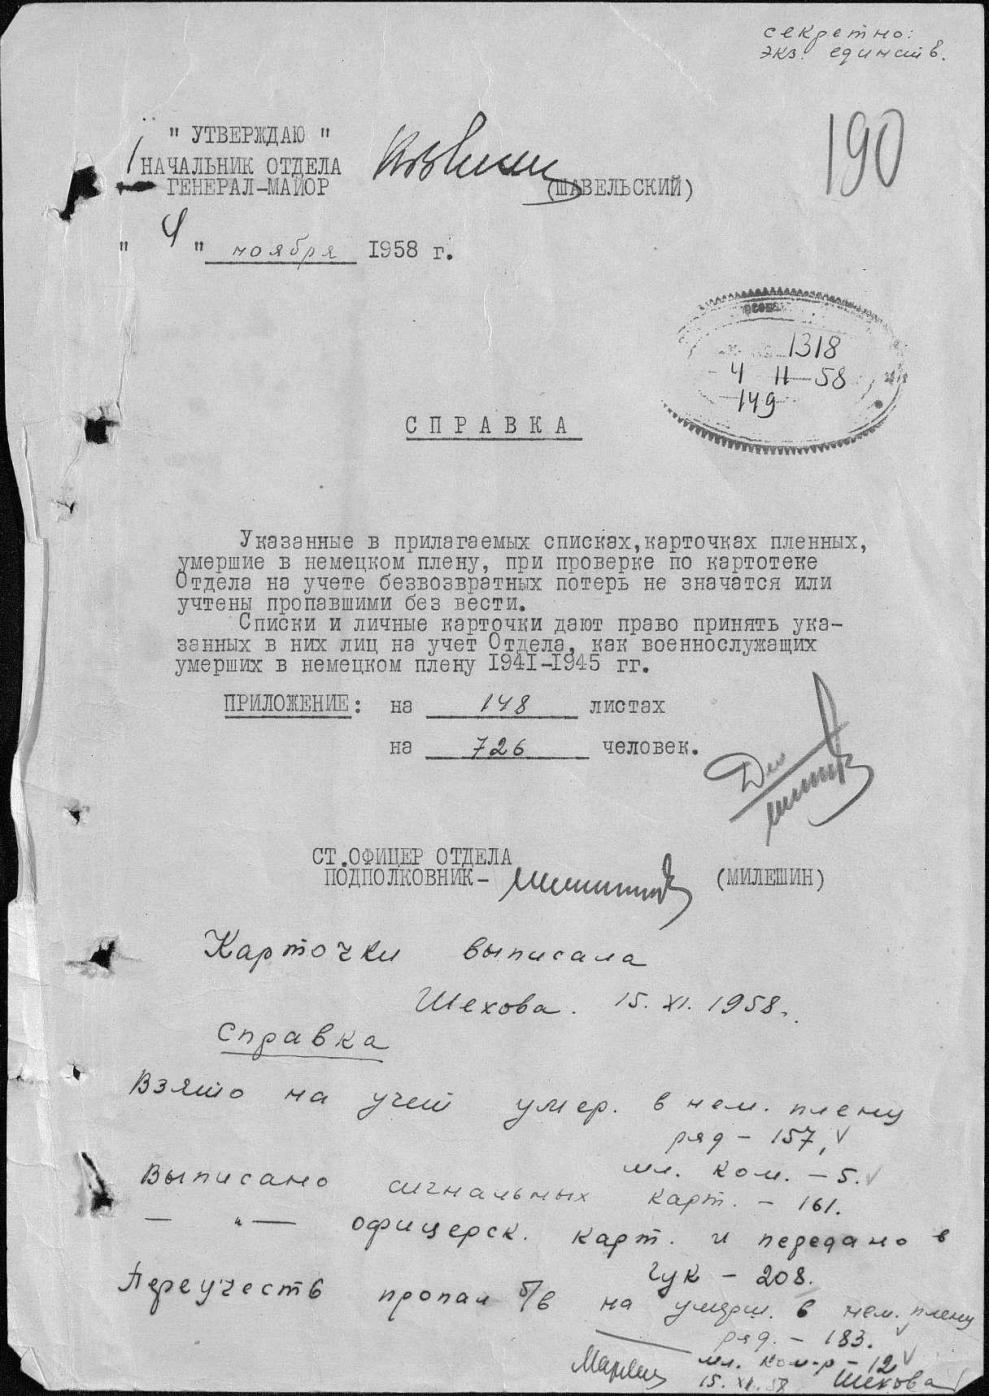 секретно:
экз. единств.
190
" УТВЕРЖДАЮ "
НАЧАЛЬНИК ОТДЕЛА
ГЕНЕРАЛ-МАЙОР
(ШАВЕЛЬСКИЙ)
" 4 " ноября 1958 г.
1318
4 11-58
149
СПРАВКА
Указанные в прилагаемых списках, карточках пленных,
умершие в немецком плену, при проверке по картотеке
Отдела на учете безвозвратных потерь не значатся или
учтены пропавшими без вести.
Списки и личные карточки дают право принять ука-
занных в них лиц на учет Отдела, как военнослужащих
умерших в немецком плену 1941-1945 гг.
ПРИЛОЖЕНИЕ: на 148 листах
на 726 человек.
СТ.ОФИЦЕР ОТДЕЛА
ПОДПОЛКОВНИК- (МИЛЕШИН)
Карточки выписала
Шехова. 15.XI.1958.
Справка
Взято на учет умер. в нем. плену
ряд - 157,
мл. ком. - 5.
Выписано сигнальных карт. - 161.
— " — офицерск. карт. и передано в
ГУК - 208.
Переучеств пропал б/в на умерш. в нем. плену
ряд. - 183.
мл. ком-р - 12
15.XI.58 Шехова